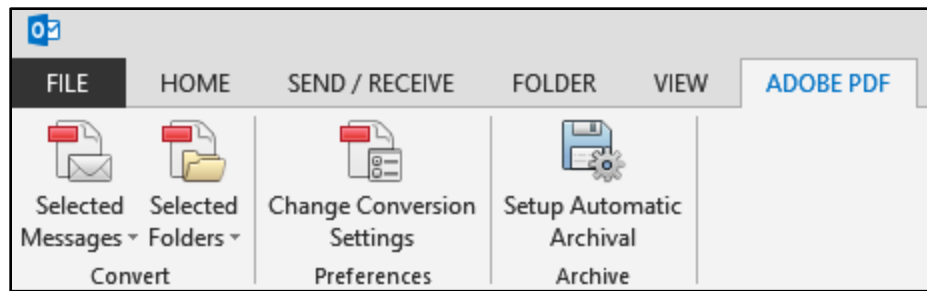 FILE HOME SEND / RECEIVE FOLDER VIEW ADOBE PDF
Selected Selected Change Conversion Setup Automatic
Messages Folders Settings Archival
Convert Preferences Archive